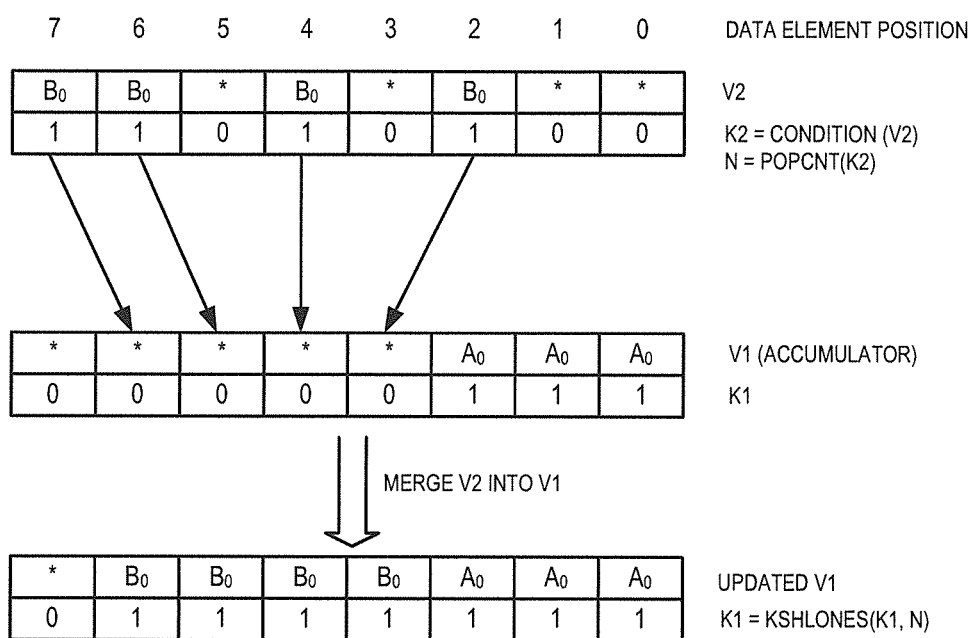 7 6 5 4 3 2 1 0 DATA ELEMENT POSITION
B₀ B₀ * B₀ * B₀ * * V2
1 1 0 1 0 1 0 0 K2 = CONDITION (V2)
N = POPCNT(K2)
* * * * * A₀ A₀ A₀ V1 (ACCUMULATOR)
0 0 0 0 0 1 1 1 K1
MERGE V2 INTO V1
* B₀ B₀ B₀ B₀ A₀ A₀ A₀ UPDATED V1
0 1 1 1 1 1 1 1 K1 = KSHLONES(K1, N)